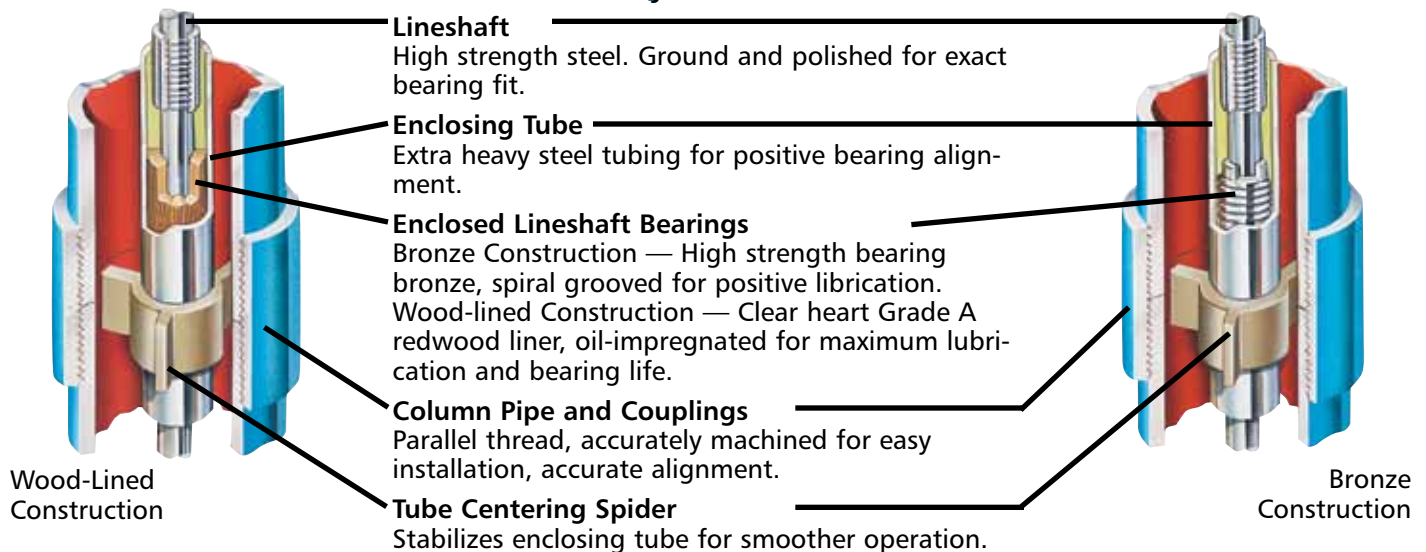 Lineshaft
High strength steel. Ground and polished for exact
bearing fit.
Enclosing Tube
Extra heavy steel tubing for positive bearing align-
ment.
Enclosed Lineshaft Bearings
Bronze Construction — High strength bearing
bronze, spiral grooved for positive librication.
Wood-lined Construction — Clear heart Grade A
redwood liner, oil-impregnated for maximum lubri-
cation and bearing life.
Column Pipe and Couplings
Parallel thread, accurately machined for easy
installation, accurate alignment.
Tube Centering Spider
Stabilizes enclosing tube for smoother operation.
Wood-Lined
Construction
Bronze
Construction